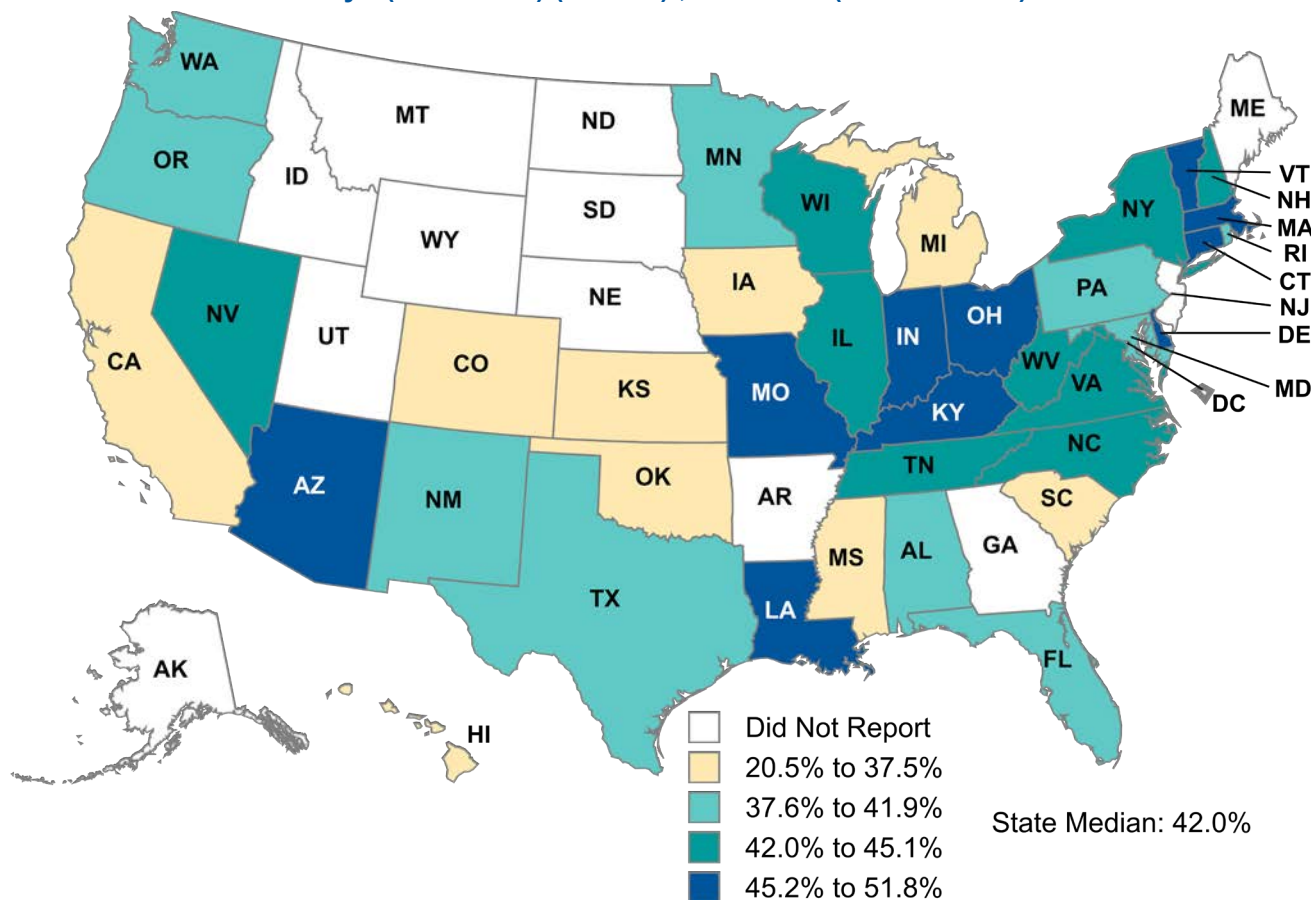 WA
MT
ND
ME
MN
OR
ID
VT
WI
NH
SD
NY
MA
WY
MI
RI
CT
IA
PA
NE
NJ
NV
OH
DE
UT
IL
IN
CA
CO
WV
MD
KS
MO
VA
DC
KY
NC
TN
OK
AZ
NM
AR
SC
GA
AL
MS
TX
LA
FL
AK
HI
Did Not Report
20.5% to 37.5%
37.6% to 41.9%
State Median: 42.0%
42.0% to 45.1%
45.2% to 51.8%